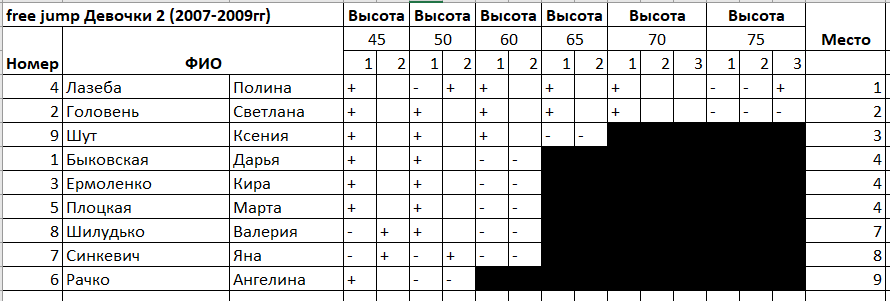 free jump Девочки 2 (2007-2009гг) Высота Высота Высота Высота Высота Высота
45 50 60 65 70 75 Место
Номер ФИО 1 2 1 2 1 2 1 2 1 2 3 1 2 3
4 Лазеба Полина + - + + + + - - + 1
2 Головень Светлана + + + + + - - - 2
9 Шут Ксения + + + - - 3
1 Быковская Дарья + + - - 4
3 Ермоленко Кира + + - - 4
5 Плоцкая Марта + + - - 4
8 Шилудько Валерия - + + - - 7
7 Синкевич Яна - + - + - - 8
6 Рачко Ангелина + - - 9